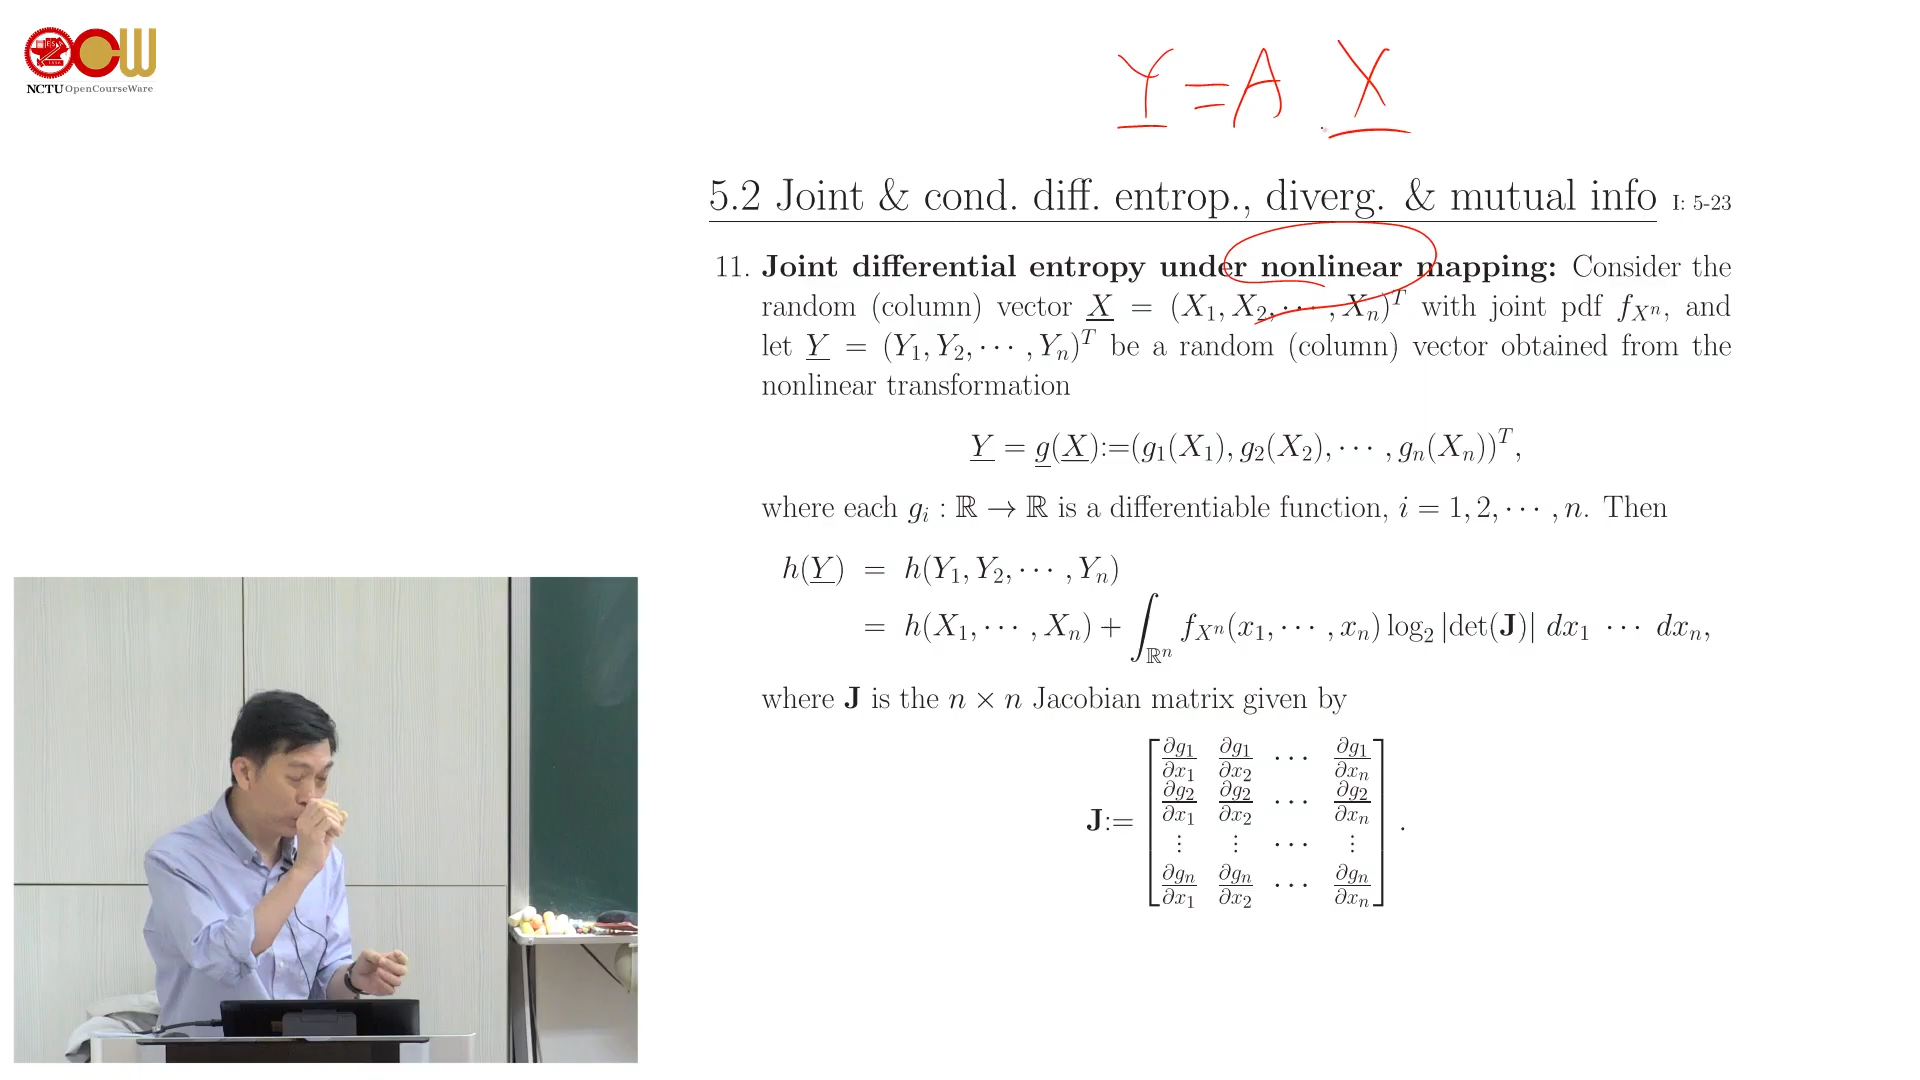 NCTU OpenCourseWare
Y = A X
5.2 Joint & cond. diff. entrop., diverg. & mutual info I: 5-23
11. Joint differential entropy under nonlinear mapping: Consider the
random (column) vector X = (X₁, X₂, ··· , Xₙ)ᵀ with joint pdf f_{Xⁿ}, and
let Y = (Y₁, Y₂, ··· , Yₙ)ᵀ be a random (column) vector obtained from the
nonlinear transformation
Y = g(X):=(g₁(X₁), g₂(X₂), ··· , gₙ(Xₙ))ᵀ,
where each gᵢ : ℝ → ℝ is a differentiable function, i = 1, 2, ··· , n. Then
h(Y) = h(Y₁, Y₂, ··· , Yₙ)
= h(X₁, ··· , Xₙ) + ∫_{ℝⁿ} f_{Xⁿ}(x₁, ··· , xₙ) log₂ |det(J)| dx₁ ··· dxₙ,
where J is the n × n Jacobian matrix given by
J:= [ ∂g₁/∂x₁ ∂g₁/∂x₂ ··· ∂g₁/∂xₙ
∂g₂/∂x₁ ∂g₂/∂x₂ ··· ∂g₂/∂xₙ
⋮ ⋮ ··· ⋮
∂gₙ/∂x₁ ∂gₙ/∂x₂ ··· ∂gₙ/∂xₙ ] .